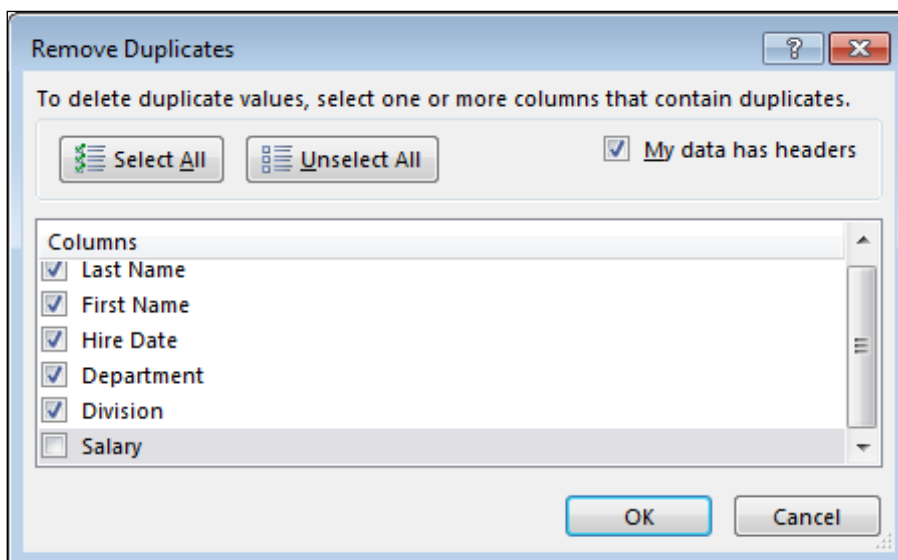 Remove Duplicates
To delete duplicate values, select one or more columns that contain duplicates.
Select All
Unselect All
My data has headers
Columns
Last Name
First Name
Hire Date
Department
Division
Salary
OK
Cancel